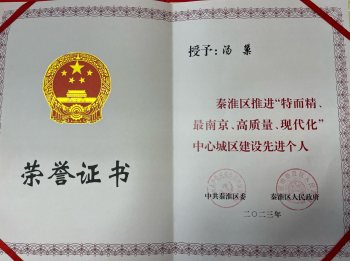 荣誉证书
授予：汤巢
秦淮区推进“特而精、
最南京、高质量、现代化”
中心城区建设先进个人
中共秦淮区委
秦淮区人民政府
二〇二三年